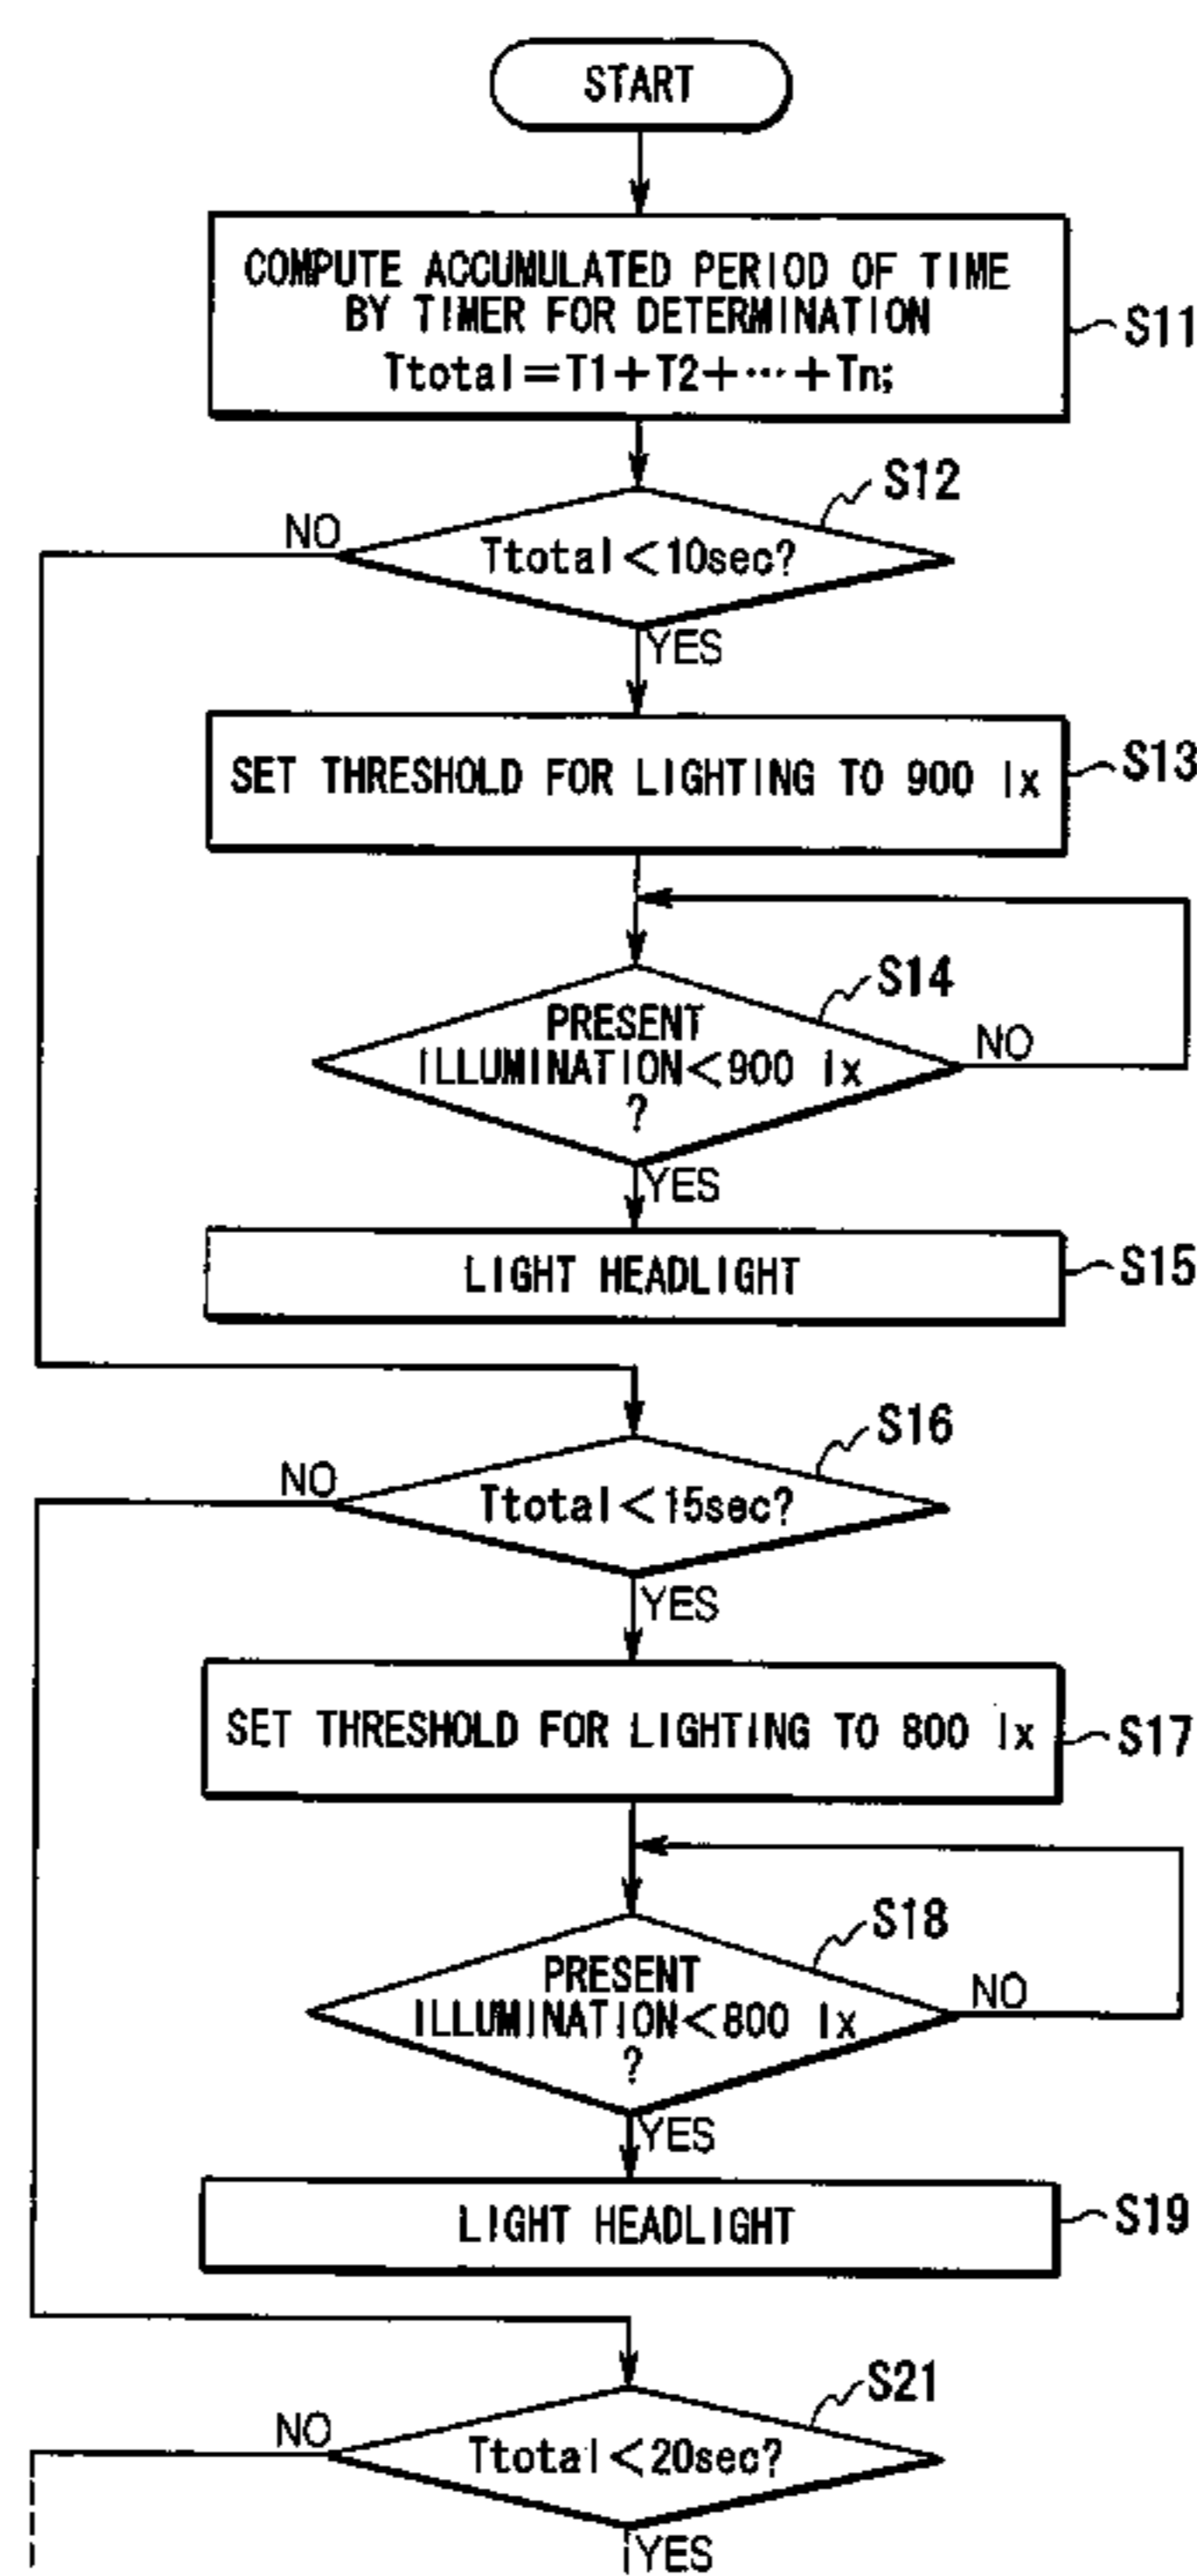 START
COMPUTE ACCUMULATED PERIOD OF TIME
BY TIMER FOR DETERMINATION
Ttotal=T1+T2+···+Tn;
S11
S12
NO
Ttotal<10sec?
YES
SET THRESHOLD FOR LIGHTING TO 900 lx
S13
S14
PRESENT
ILLUMINATION<900 lx
?
NO
YES
LIGHT HEADLIGHT
S15
S16
NO
Ttotal<15sec?
YES
SET THRESHOLD FOR LIGHTING TO 800 lx
S17
S18
PRESENT
ILLUMINATION<800 lx
?
NO
YES
LIGHT HEADLIGHT
S19
S21
NO
Ttotal<20sec?
YES